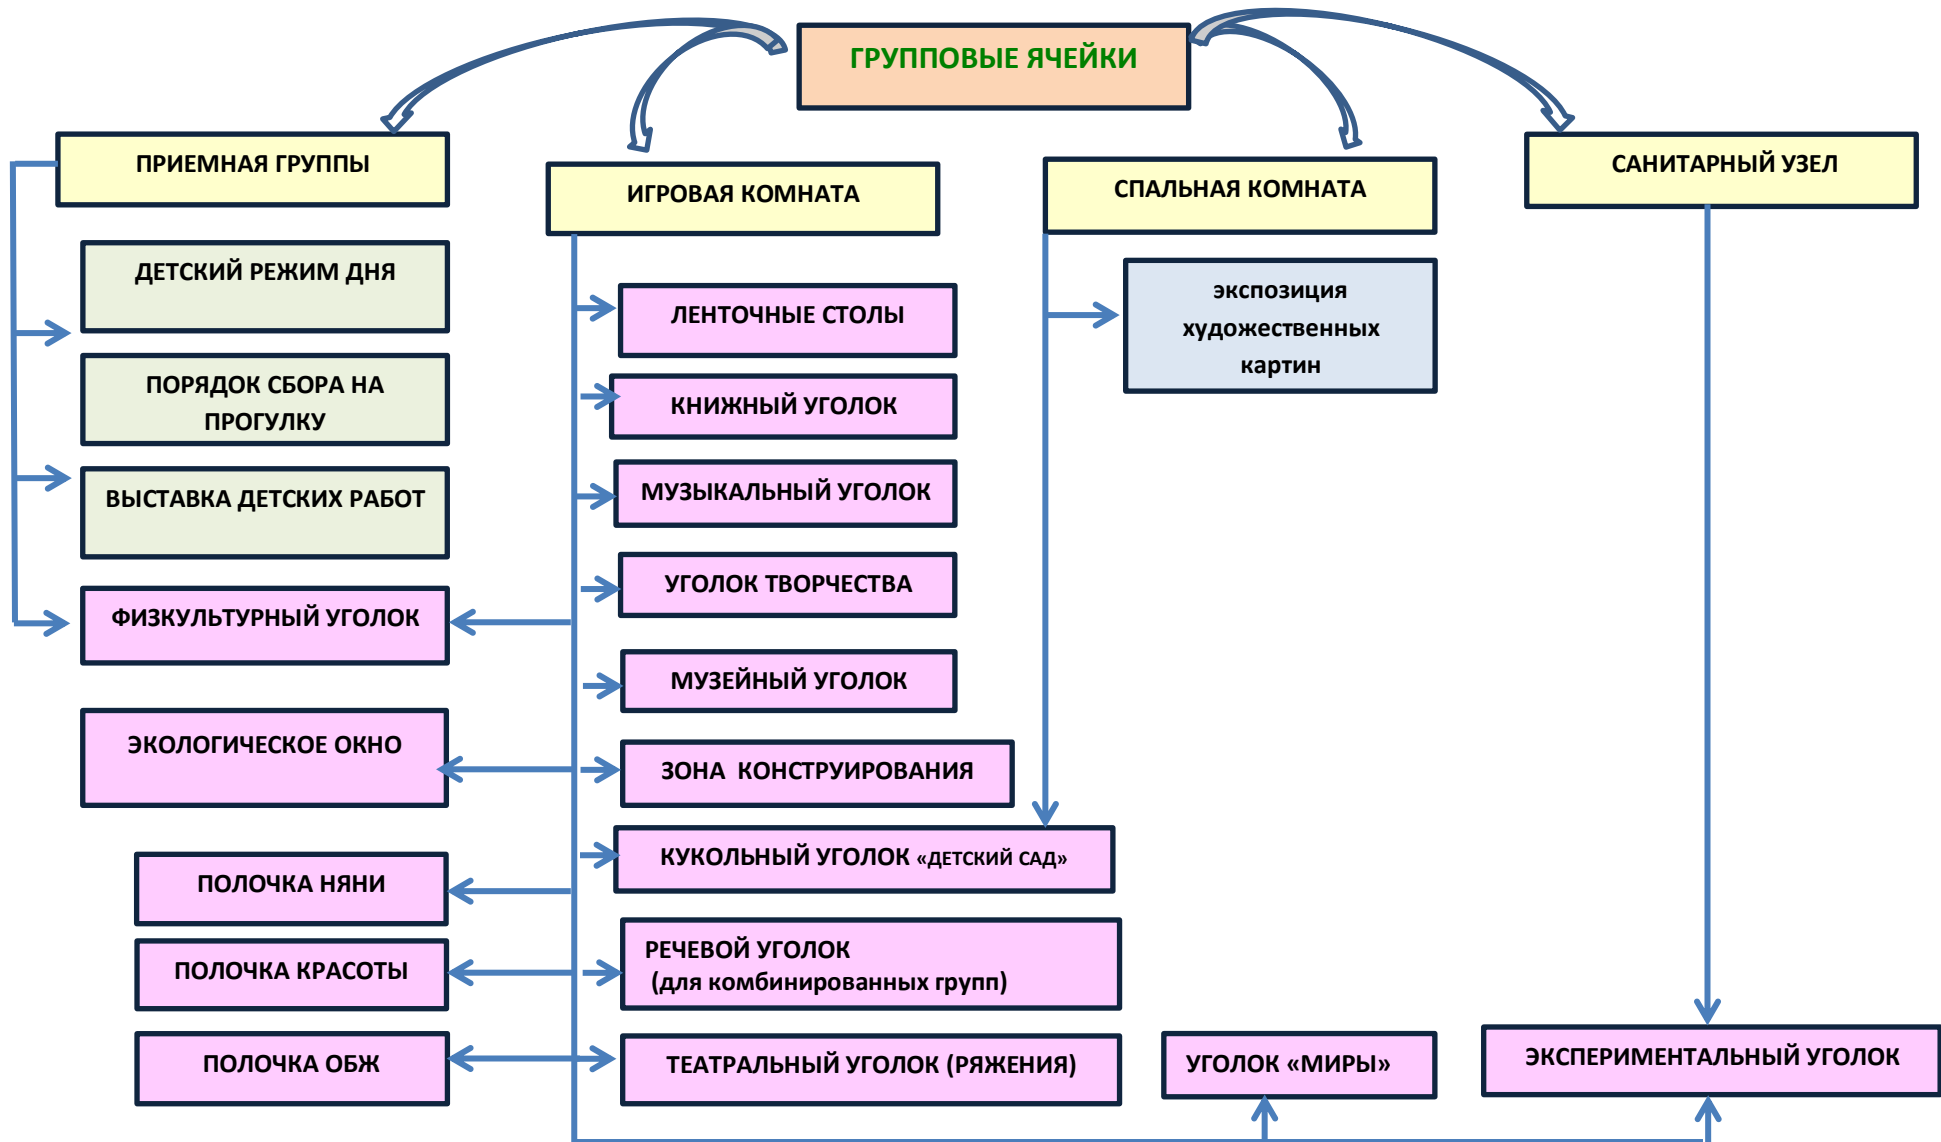 ГРУППОВЫЕ ЯЧЕЙКИ
ПРИЕМНАЯ ГРУППЫ
ИГРОВАЯ КОМНАТА
СПАЛЬНАЯ КОМНАТА
САНИТАРНЫЙ УЗЕЛ
ДЕТСКИЙ РЕЖИМ ДНЯ
ПОРЯДОК СБОРА НА
ПРОГУЛКУ
ВЫСТАВКА ДЕТСКИХ РАБОТ
ФИЗКУЛЬТУРНЫЙ УГОЛОК
ЭКОЛОГИЧЕСКОЕ ОКНО
ПОЛОЧКА НЯНИ
ПОЛОЧКА КРАСОТЫ
ПОЛОЧКА ОБЖ
ЛЕНТОЧНЫЕ СТОЛЫ
КНИЖНЫЙ УГОЛОК
МУЗЫКАЛЬНЫЙ УГОЛОК
УГОЛОК ТВОРЧЕСТВА
МУЗЕЙНЫЙ УГОЛОК
ЗОНА КОНСТРУИРОВАНИЯ
КУКОЛЬНЫЙ УГОЛОК «ДЕТСКИЙ САД»
РЕЧЕВОЙ УГОЛОК
(для комбинированных групп)
ТЕАТРАЛЬНЫЙ УГОЛОК (РЯЖЕНИЯ)
экспозиция
художественных
картин
УГОЛОК «МИРЫ»
ЭКСПЕРИМЕНТАЛЬНЫЙ УГОЛОК